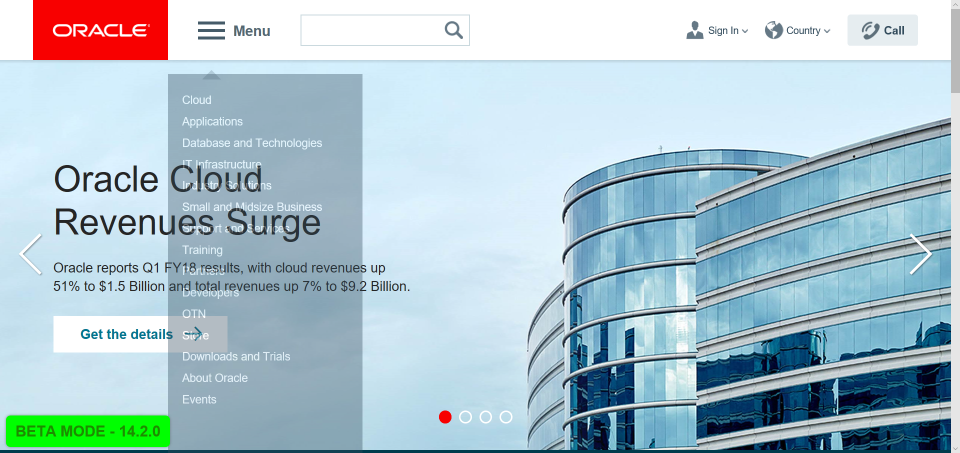 ORACLE
Menu
Sign In
Country
Call
Cloud
Applications
Database and Technologies
IT Infrastructure
Industry Solutions
Small and Midsize Business
Support and Services
Training
Partners
Developers
OTN
Store
Downloads and Trials
About Oracle
Events
Oracle Cloud
Revenues Surge
Oracle reports Q1 FY18 results, with cloud revenues up
51% to $1.5 Billion and total revenues up 7% to $9.2 Billion.
Get the details
BETA MODE - 14.2.0